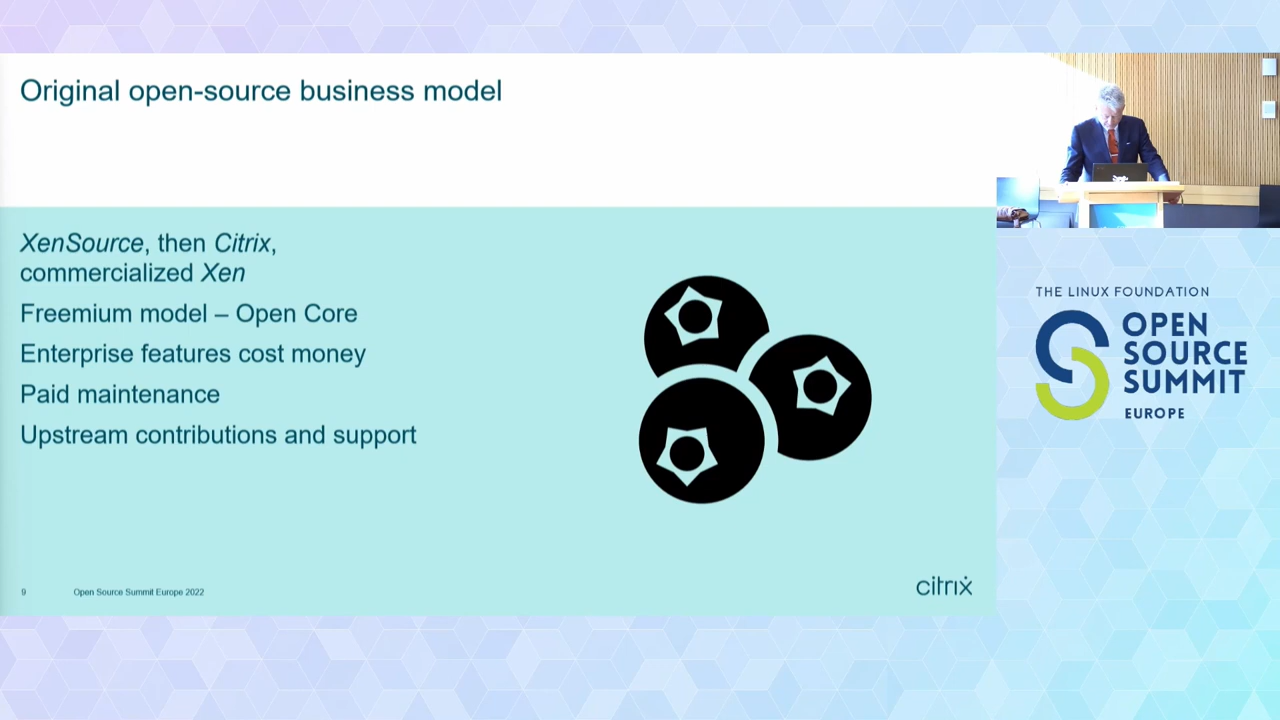 Original open-source business model
XenSource, then Citrix,
commercialized Xen
Freemium model – Open Core
Enterprise features cost money
Paid maintenance
Upstream contributions and support
9
Open Source Summit Europe 2022
citrix
THE LINUX FOUNDATION
OPEN
SOURCE
SUMMIT
EUROPE